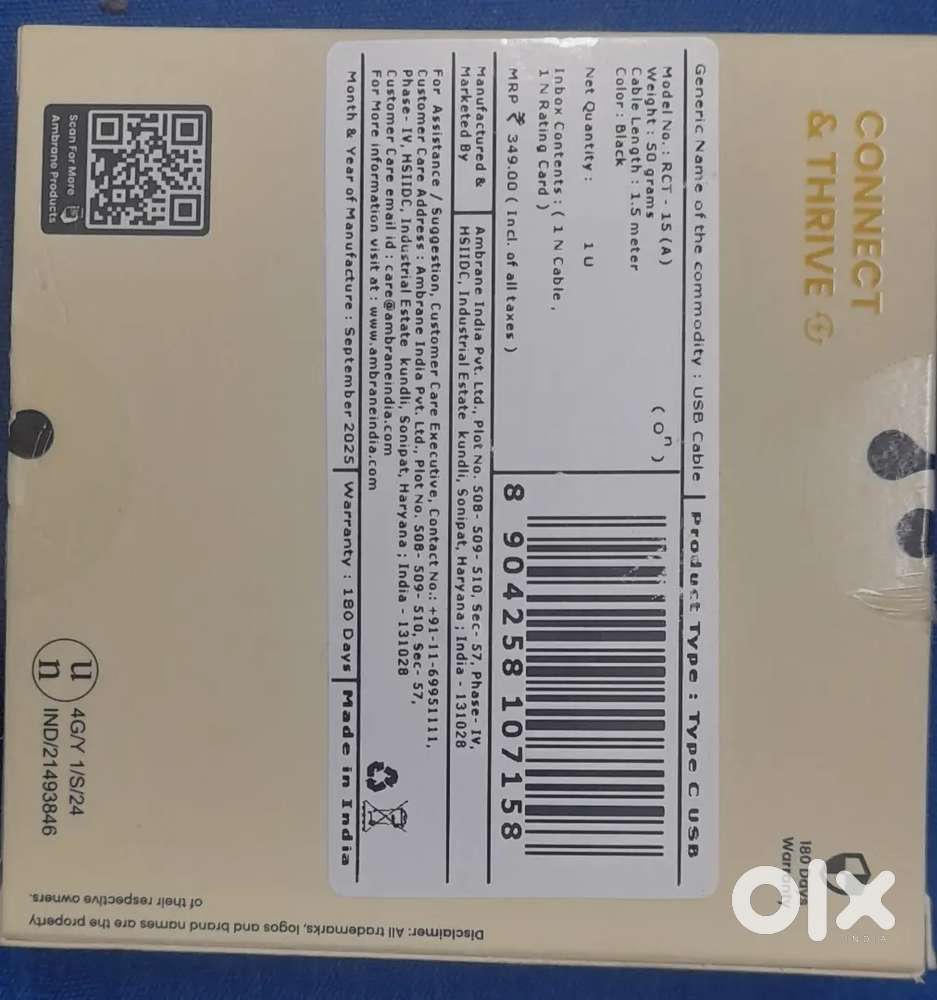 CONNECT
& THRIVE
180 Days
Warranty
Generic Name of the commodity : USB Cable
Product Type : Type C USB
Model No. : RCT - 15 (A)
Weight : 50 grams
Cable Length : 1.5 meter
Color : Black
( on )
Net Quantity : 1 U
Inbox Contents : ( 1 N Cable ,
1 N Rating Card )
MRP ₹ 349.00 ( Incl. of all taxes )
8 904258 107158
Manufactured &
Marketed By
Ambrane India Pvt. Ltd., Plot No. 508- 509- 510, Sec- 57, Phase- IV,
HSIIDC, Industrial Estate kundli, Sonipat, Haryana ; India - 131028
For Assistance / Suggestion, Customer Care Executive, Contact No.: +91-11-69951111,
Customer Care Address : Ambrane India Pvt. Ltd., Plot No. 508- 509- 510, Sec- 57,
Phase- IV, HSIIDC, Industrial Estate kundli, Sonipat, Haryana ; India - 131028
Customer Care email id : care@ambraneindia.com
For More information visit at : www.ambraneindia.com
Month & Year of Manufacture : September 2025
Warranty : 180 Days
Made in India
Scan For More
Ambrane Products
un
4G/Y 1/S/24
IND/21493846
Disclaimer: All trademarks, logos and brand names are the property
of their respective owners.
olx
INDIA